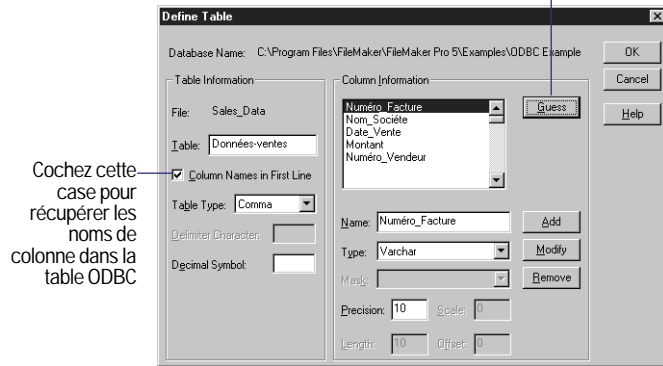 Define Table
Database Name: C:\Program Files\FileMaker\FileMaker Pro 5\Examples\ODBC Example
OK
Cancel
Help
Table Information
File: Sales_Data
Table: Données-ventes
Column Names in First Line
Table Type: Comma
Delimiter Character:
Decimal Symbol:
Column Information
Numéro_Facture
Nom_Sociéte
Date_Vente
Montant
Numéro_Vendeur
Guess
Name: Numéro_Facture
Add
Type: Varchar
Modify
Mask:
Remove
Precision: 10 Scale: 0
Length: 10 Offset: 0
Cochez cette
case pour
récupérer les
noms de
colonne dans la
table ODBC